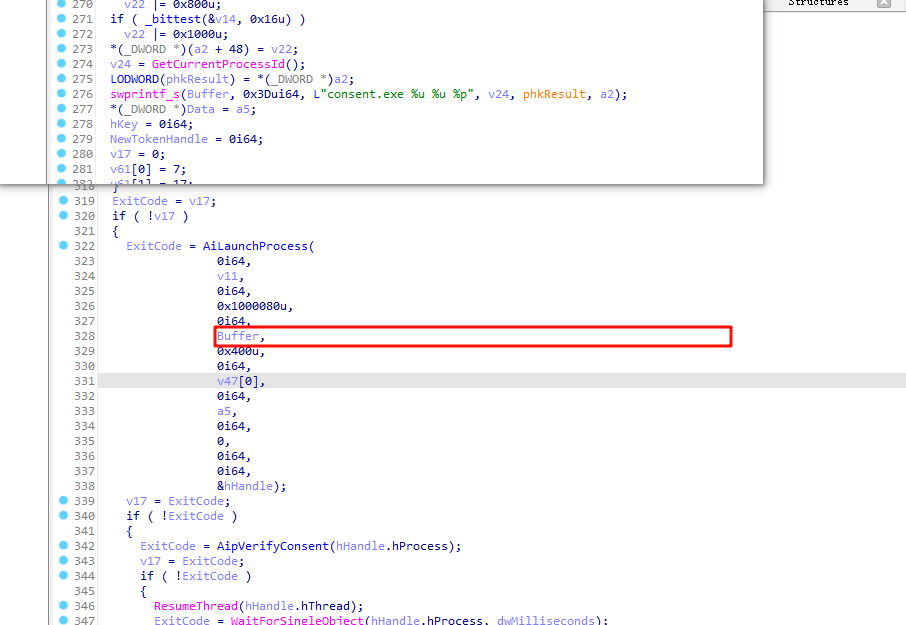 Structures
270 v22 |= 0x800u;
271 if ( _bittest(&v14, 0x16u) )
272 v22 |= 0x1000u;
273 *(_DWORD *)(a2 + 48) = v22;
274 v24 = GetCurrentProcessId();
275 LODWORD(phkResult) = *(_DWORD *)a2;
276 swprintf_s(Buffer, 0x3Dui64, L"consent.exe %u %u %p", v24, phkResult, a2);
277 *(_DWORD *)Data = a5;
278 hKey = 0i64;
279 NewTokenHandle = 0i64;
280 v17 = 0;
281 v61[0] = 7;
282 v61[1] = 17;
318 }
319 ExitCode = v17;
320 if ( !v17 )
321 {
322 ExitCode = AiLaunchProcess(
323 0i64,
324 v11,
325 0i64,
326 0x1000080u,
327 0i64,
328 Buffer,
329 0x400u,
330 0i64,
331 v47[0],
332 0i64,
333 a5,
334 0i64,
335 0,
336 0i64,
337 0i64,
338 &hHandle);
339 v17 = ExitCode;
340 if ( !ExitCode )
341 {
342 ExitCode = AipVerifyConsent(hHandle.hProcess);
343 v17 = ExitCode;
344 if ( !ExitCode )
345 {
346 ResumeThread(hHandle.hThread);
347 ExitCode = WaitForSingleObject(hHandle.hProcess, dwMilliseconds);